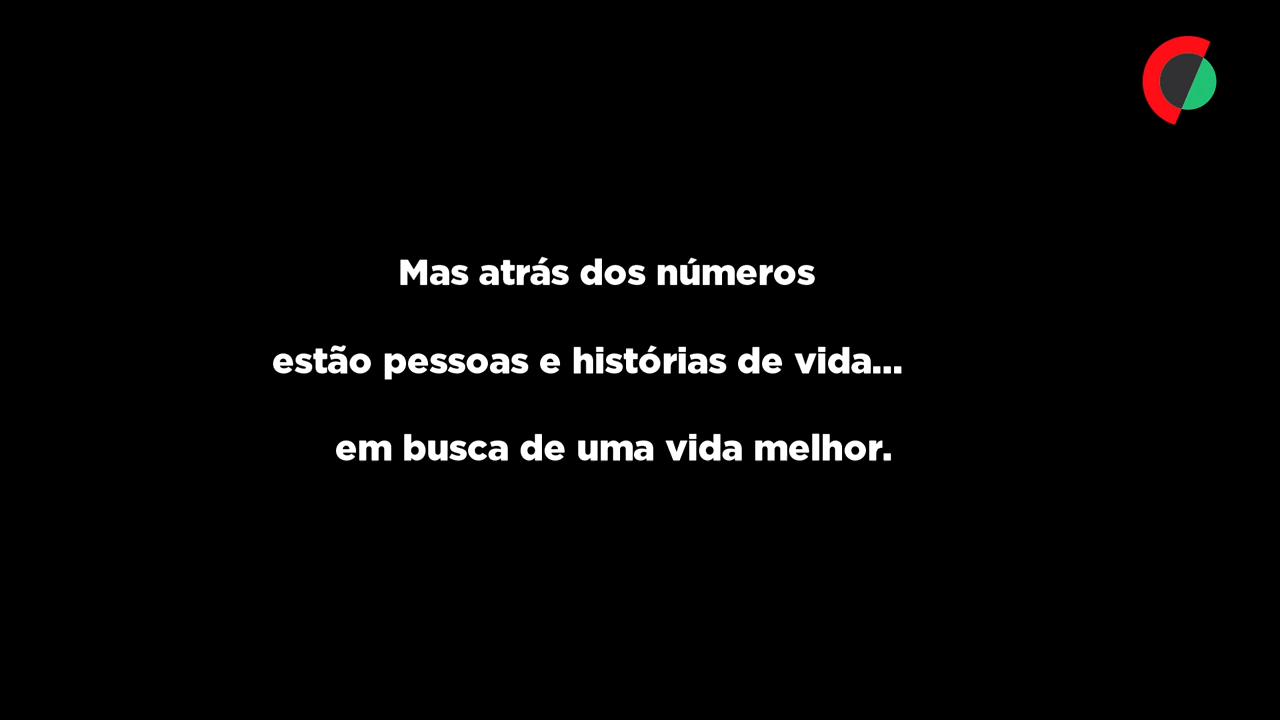 Mas atrás dos números
estão pessoas e histórias de vida...
em busca de uma vida melhor.